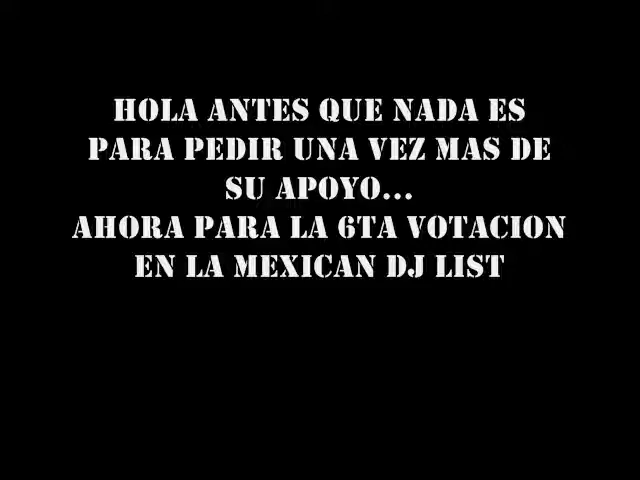 HOLA ANTES QUE NADA ES
PARA PEDIR UNA VEZ MAS DE
SU APOYO...
AHORA PARA LA 6TA VOTACION
EN LA MEXICAN DJ LIST